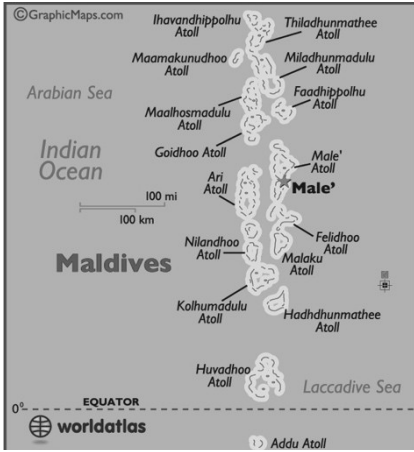 ©GraphicMaps.com
Ihavandhippolhu
Atoll
Thiladhunmathee
Atoll
Maamakunudhoo
Atoll
Miladhunmadulu
Atoll
Arabian Sea
Faadhippolhu
Atoll
Maalhosmadulu
Atoll
Goidhoo Atoll
Indian
Ocean
Male'
Atoll
Ari
Atoll
Male'
100 mi
100 km
Felidhoo
Atoll
Nilandhoo
Atoll
Malaku
Atoll
Maldives
Kolhumadulu
Atoll
Hadhdhunmathee
Atoll
Huvadhoo
Atoll
Laccadive Sea
EQUATOR
0°
worldatlas
Addu Atoll